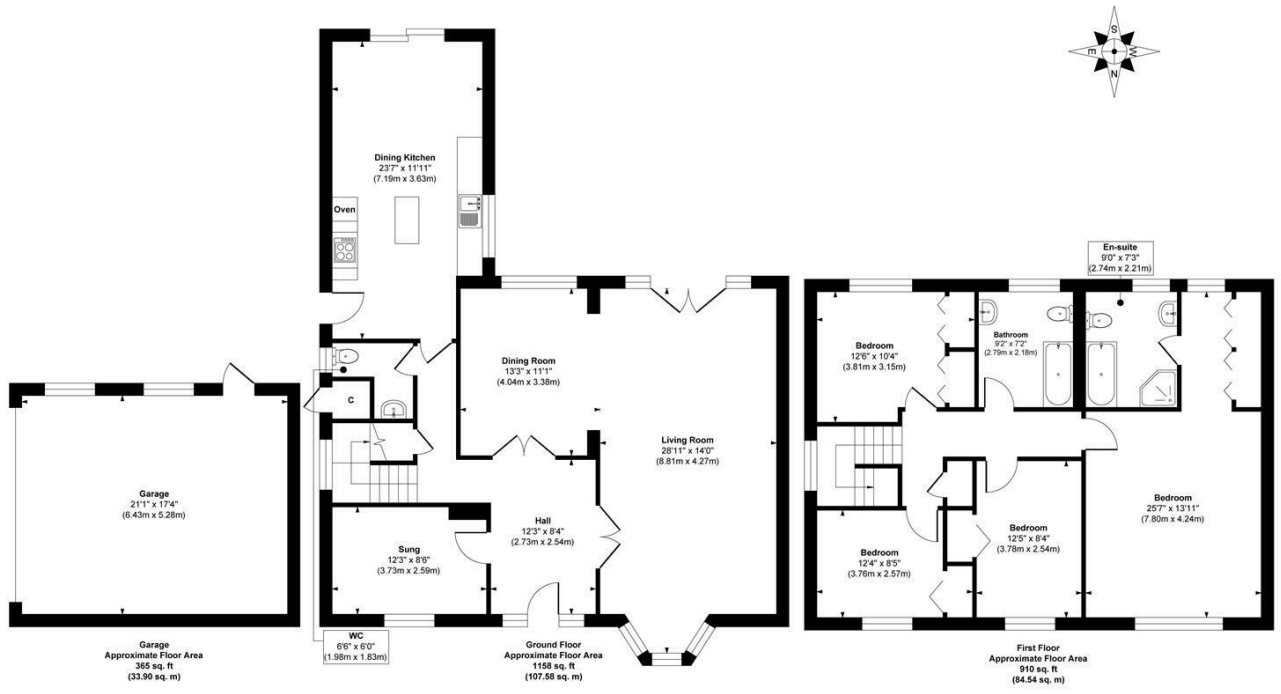 S
E
W
N
Dining Kitchen
23'7" x 11'11"
(7.19m x 3.63m)
Oven
Dining Room
13'3" x 11'1"
(4.04m x 3.38m)
C
Living Room
28'11" x 14'0"
(8.81m x 4.27m)
Hall
12'3" x 8'4"
(2.73m x 2.54m)
Sung
12'3" x 8'6"
(3.73m x 2.59m)
WC
6'6" x 6'0"
(1.98m x 1.83m)
Garage
21'1" x 17'4"
(6.43m x 5.28m)
Garage
Approximate Floor Area
365 sq. ft
(33.90 sq. m)
Ground Floor
Approximate Floor Area
1158 sq. ft
(107.58 sq. m)
En-suite
9'0" x 7'3"
(2.74m x 2.21m)
Bedroom
12'6" x 10'4"
(3.81m x 3.15m)
Bathroom
9'2" x 7'2"
(2.79m x 2.18m)
Bedroom
25'7" x 13'11"
(7.80m x 4.24m)
Bedroom
12'5" x 8'4"
(3.78m x 2.54m)
Bedroom
12'4" x 8'5"
(3.76m x 2.57m)
First Floor
Approximate Floor Area
910 sq. ft
(84.54 sq. m)